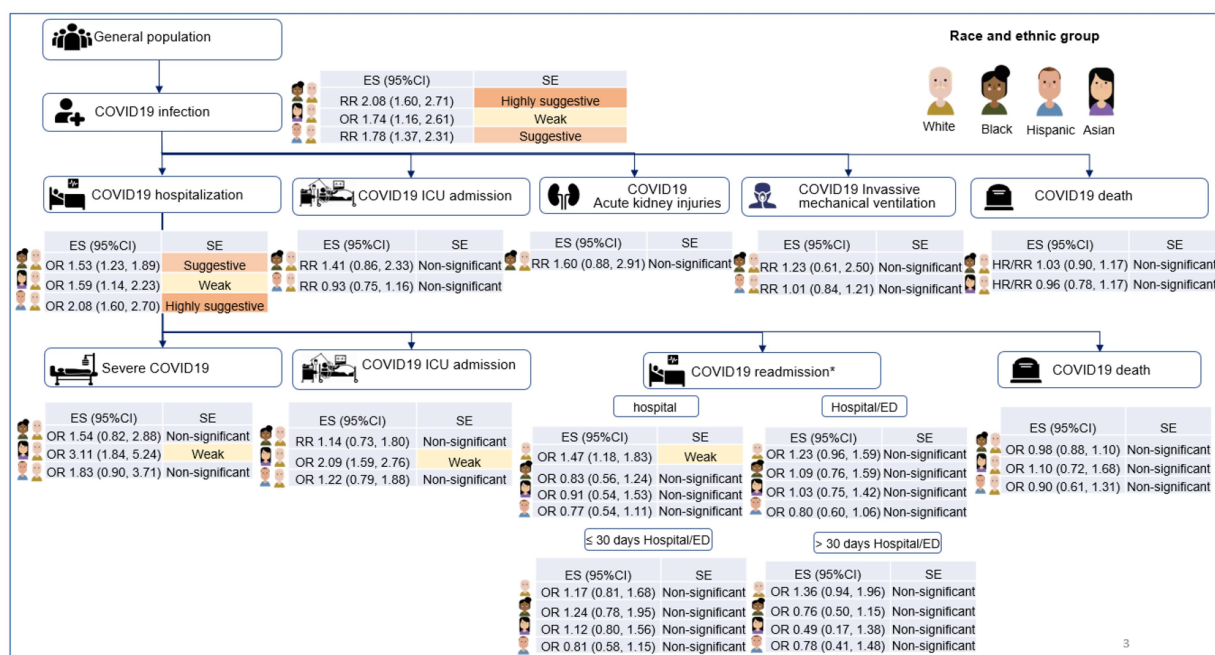 General population
Race and ethnic group
White
Black
Hispanic
Asian
COVID19 infection
ES (95%CI) SE
RR 2.08 (1.60, 2.71) Highly suggestive
OR 1.74 (1.16, 2.61) Weak
RR 1.78 (1.37, 2.31) Suggestive
COVID19 hospitalization
COVID19 ICU admission
COVID19
Acute kidney injuries
COVID19 Invassive
mechanical ventilation
COVID19 death
ES (95%CI) SE
OR 1.53 (1.23, 1.89) Suggestive
OR 1.59 (1.14, 2.23) Weak
OR 2.08 (1.60, 2.70) Highly suggestive
ES (95%CI) SE
RR 1.41 (0.86, 2.33) Non-significant
RR 0.93 (0.75, 1.16) Non-significant
ES (95%CI) SE
RR 1.60 (0.88, 2.91) Non-significant
ES (95%CI) SE
RR 1.23 (0.61, 2.50) Non-significant
RR 1.01 (0.84, 1.21) Non-significant
ES (95%CI) SE
HR/RR 1.03 (0.90, 1.17) Non-significant
HR/RR 0.96 (0.78, 1.17) Non-significant
Severe COVID19
COVID19 ICU admission
COVID19 readmission*
COVID19 death
ES (95%CI) SE
OR 1.54 (0.82, 2.88) Non-significant
OR 3.11 (1.84, 5.24) Weak
OR 1.83 (0.90, 3.71) Non-significant
ES (95%CI) SE
RR 1.14 (0.73, 1.80) Non-significant
OR 2.09 (1.59, 2.76) Weak
OR 1.22 (0.79, 1.88) Non-significant
hospital
ES (95%CI) SE
OR 1.47 (1.18, 1.83) Weak
OR 0.83 (0.56, 1.24) Non-significant
OR 0.91 (0.54, 1.53) Non-significant
OR 0.77 (0.54, 1.11) Non-significant
Hospital/ED
ES (95%CI) SE
OR 1.23 (0.96, 1.59) Non-significant
OR 1.09 (0.76, 1.59) Non-significant
OR 1.03 (0.75, 1.42) Non-significant
OR 0.80 (0.60, 1.06) Non-significant
ES (95%CI) SE
OR 0.98 (0.88, 1.10) Non-significant
OR 1.10 (0.72, 1.68) Non-significant
OR 0.90 (0.61, 1.31) Non-significant
≤ 30 days Hospital/ED
ES (95%CI) SE
OR 1.17 (0.81, 1.68) Non-significant
OR 1.24 (0.78, 1.95) Non-significant
OR 1.12 (0.80, 1.56) Non-significant
OR 0.81 (0.58, 1.15) Non-significant
> 30 days Hospital/ED
ES (95%CI) SE
OR 1.36 (0.94, 1.96) Non-significant
OR 0.76 (0.50, 1.15) Non-significant
OR 0.49 (0.17, 1.38) Non-significant
OR 0.78 (0.41, 1.48) Non-significant
3